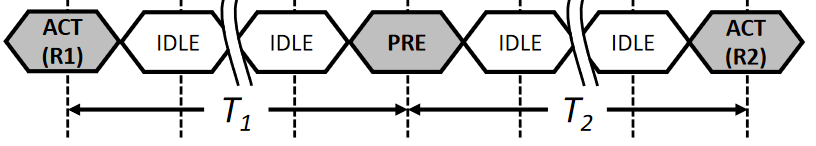 ACT
(R1)
IDLE
IDLE
PRE
IDLE
IDLE
ACT
(R2)
T1
T2